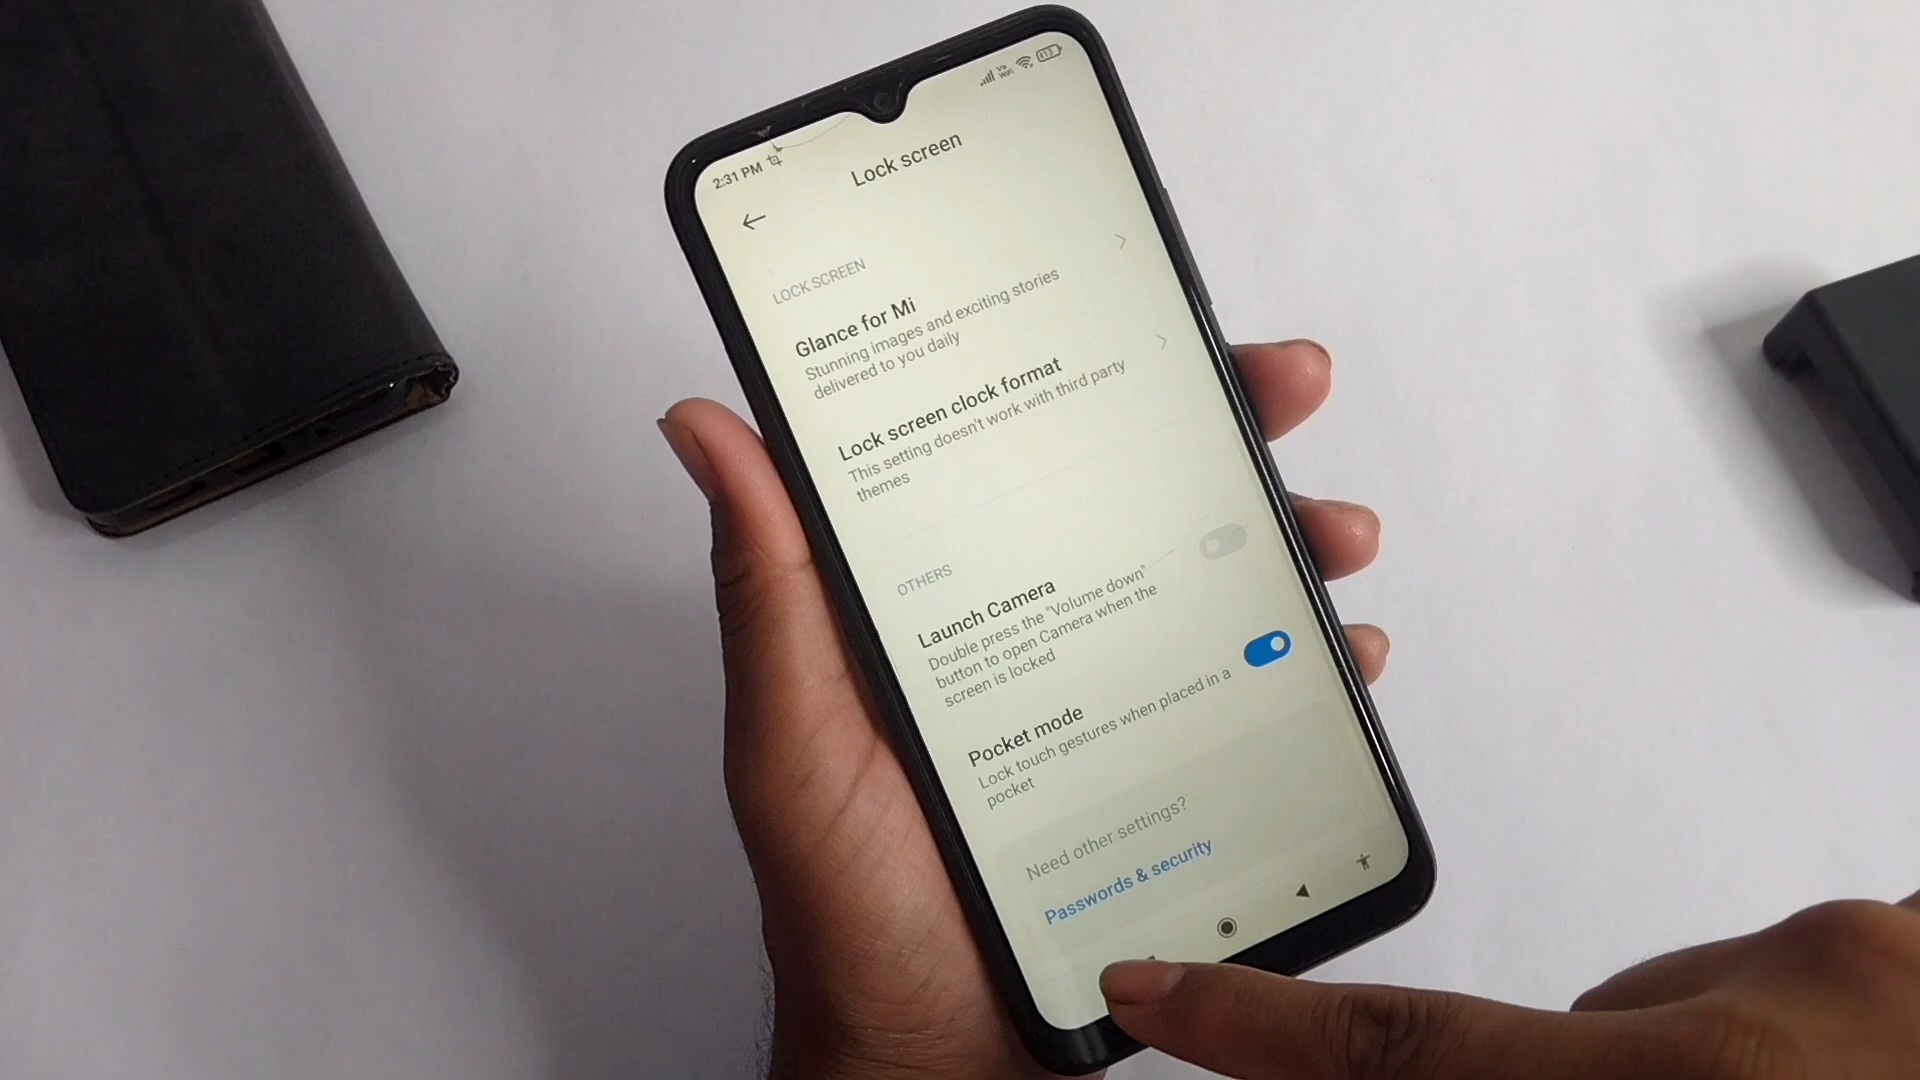 2:31 PM
Vo
WiFi
13
Lock screen
LOCK SCREEN
Glance for Mi
Stunning images and exciting stories
delivered to you daily
Lock screen clock format
This setting doesn't work with third party
themes
OTHERS
Launch Camera
Double press the "Volume down"
button to open Camera when the
screen is locked
Pocket mode
Lock touch gestures when placed in a
pocket
Need other settings?
Passwords & security